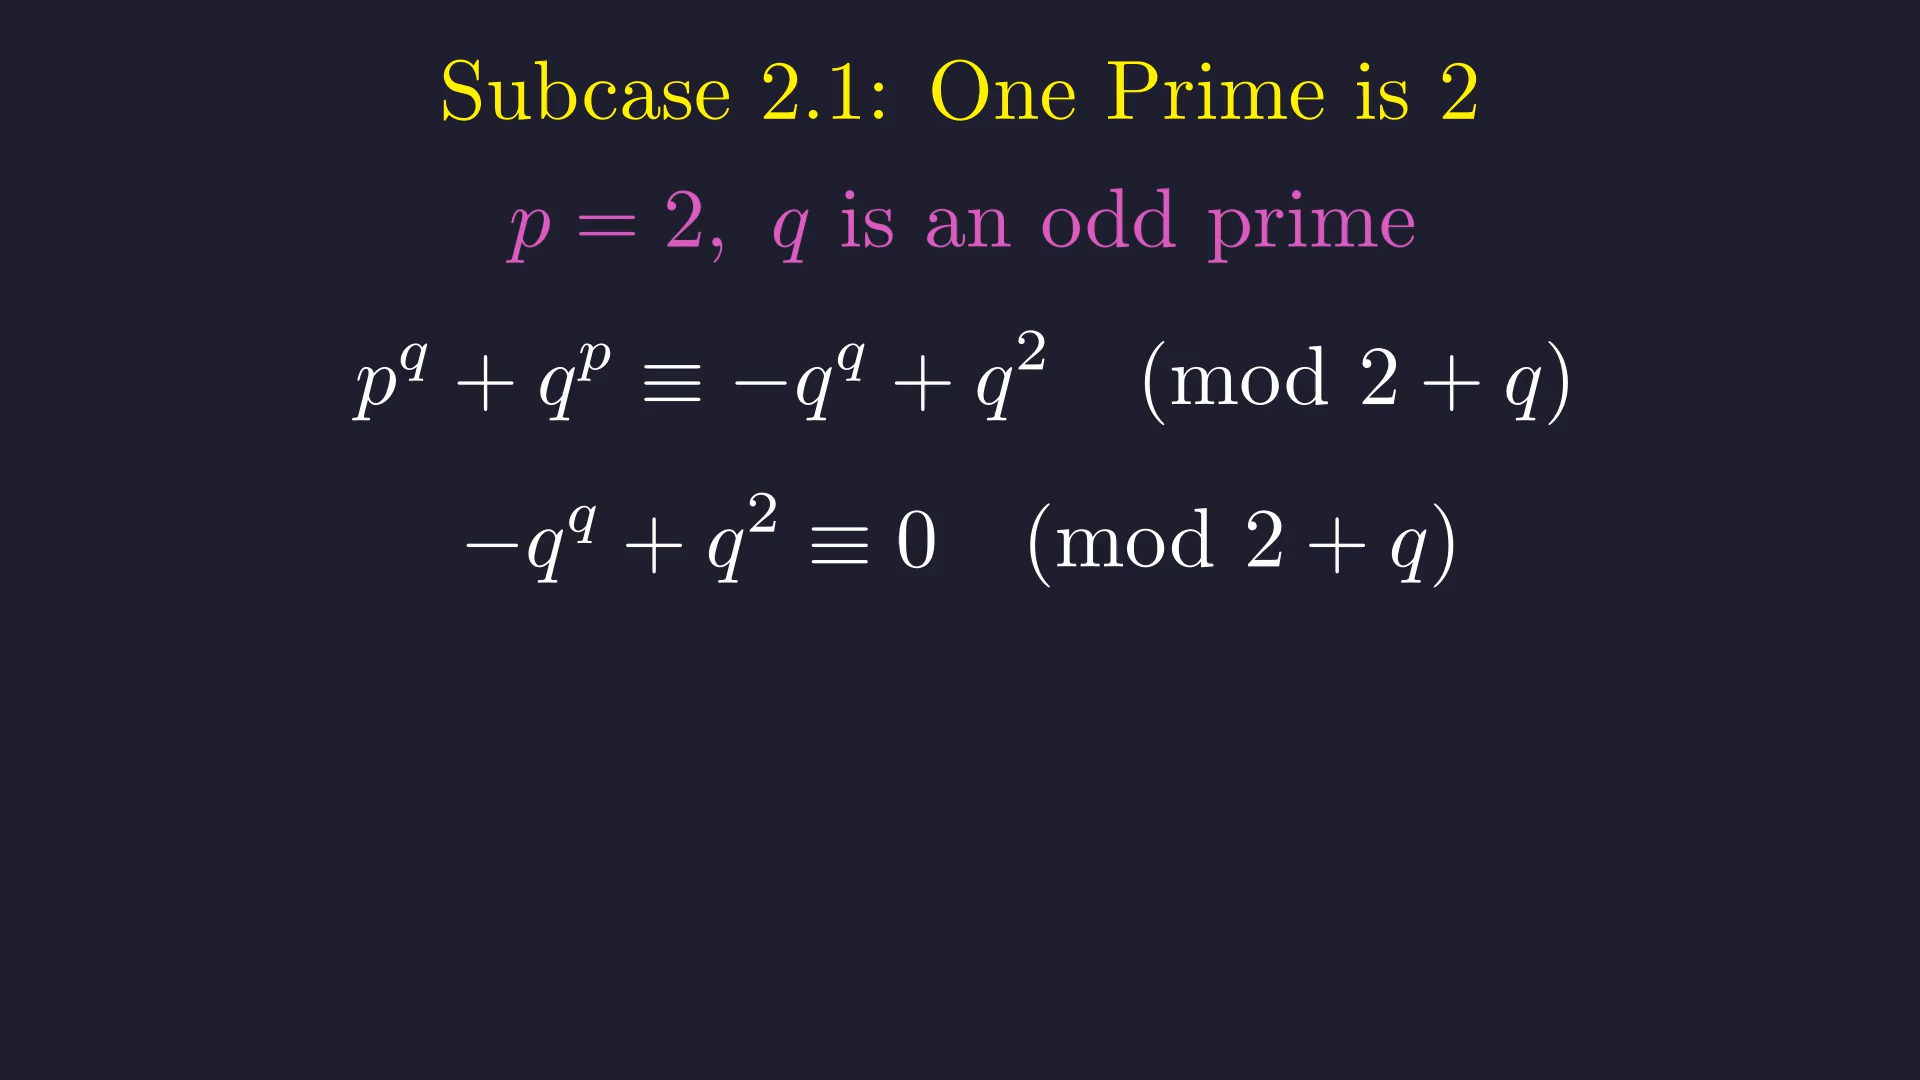 Subcase 2.1: One Prime is 2
p = 2, q is an odd prime
p^q + q^p ≡ −q^q + q^2 (mod 2 + q)
−q^q + q^2 ≡ 0 (mod 2 + q)